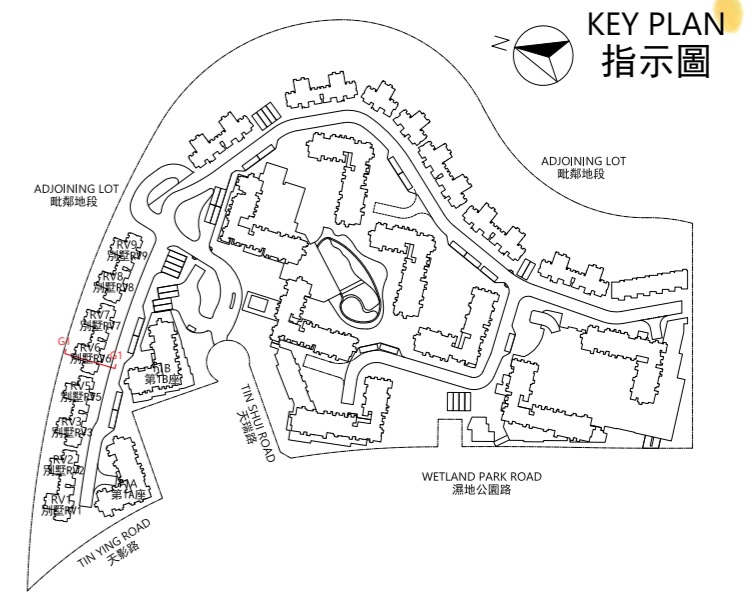 KEY PLAN
指示圖
N
ADJOINING LOT
毗鄰地段
ADJOINING LOT
毗鄰地段
RV9
別墅RV9
RV8
別墅RV8
RV7
別墅RV7
G1
G1
RV6
別墅RV6
T1B
第1B座
RV5
別墅RV5
RV3
別墅RV3
RV2
別墅RV2
T1A
第1A座
RV1
別墅RV1
TIN SHUI ROAD
天瑞路
WETLAND PARK ROAD
濕地公園路
TIN YING ROAD
天影路